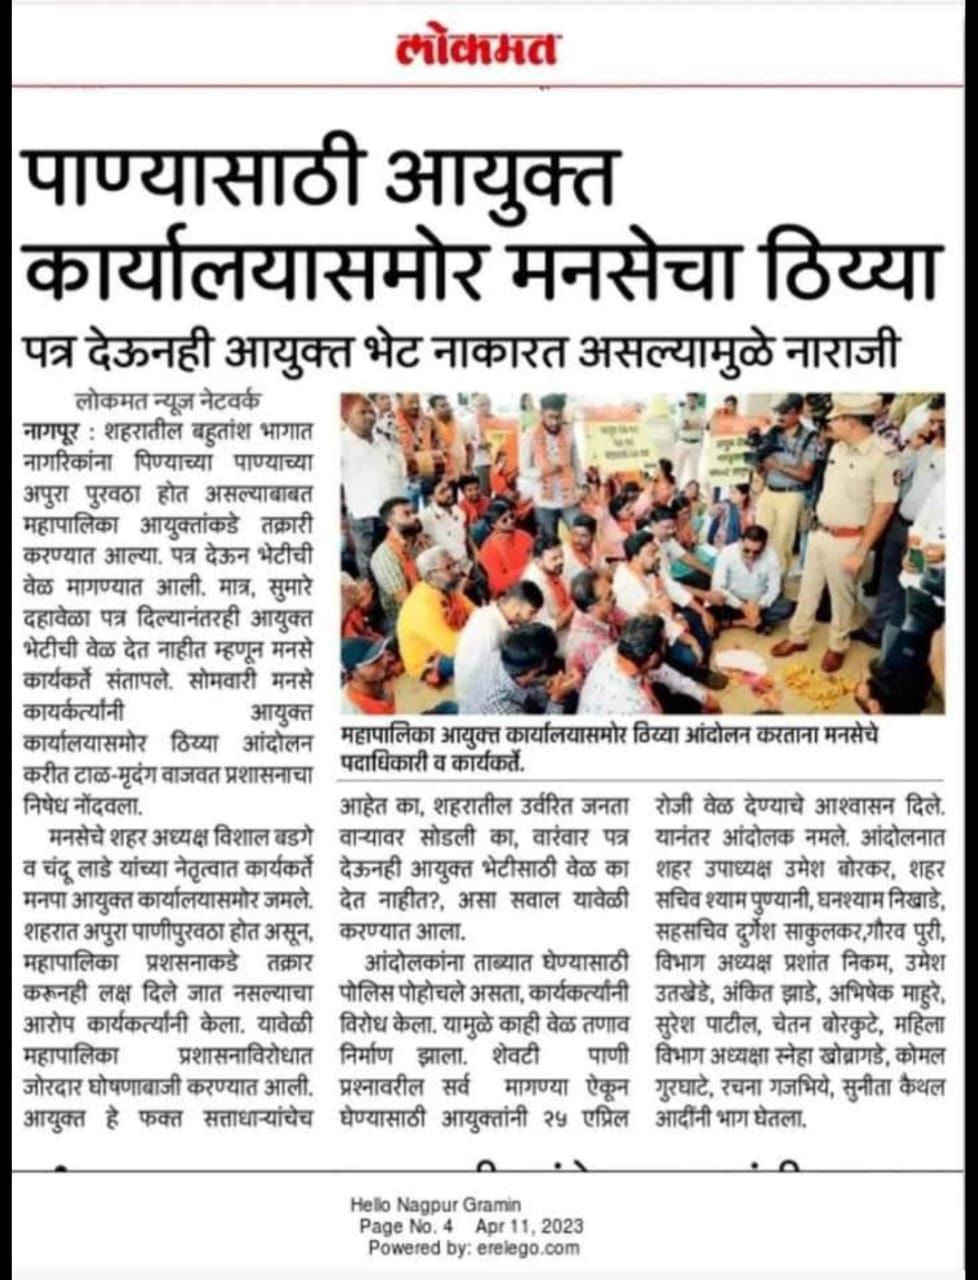 लोकमत
पाण्यासाठी आयुक्त
कार्यालयासमोर मनसेचा ठिय्या
पत्र देऊनही आयुक्त भेट नाकारत असल्यामुळे नाराजी
लोकमत न्यूज नेटवर्क
नागपूर : शहरातील बहुतांश भागात
नागरिकांना पिण्याच्या पाण्याच्या
अपुरा पुरवठा होत असल्याबाबत
महापालिका आयुक्तांकडे तक्रारी
करण्यात आल्या. पत्र देऊन भेटीची
वेळ मागण्यात आली. मात्र, सुमारे
दहावेळा पत्र दिल्यानंतरही आयुक्त
भेटीची वेळ देत नाहीत म्हणून मनसे
कार्यकर्ते संतापले. सोमवारी मनसे
कायकर्त्यांनी आयुक्त
कार्यालयासमोर ठिय्या आंदोलन
करीत टाळ-मृदंग वाजवत प्रशासनाचा
निषेध नोंदवला.
मनसेचे शहर अध्यक्ष विशाल बडगे
व चंदू लाडे यांच्या नेतृत्वात कार्यकर्ते
मनपा आयुक्त कार्यालयासमोर जमले.
शहरात अपुरा पाणीपुरवठा होत असून,
महापालिका प्रशसनाकडे तक्रार
करूनही लक्ष दिले जात नसल्याचा
आरोप कार्यकर्त्यांनी केला. यावेळी
महापालिका प्रशासनाविरोधात
जोरदार घोषणाबाजी करण्यात आली.
आयुक्त हे फक्त सत्ताधाऱ्यांचेच
महापालिका आयुक्त कार्यालयासमोर ठिय्या आंदोलन करताना मनसेचे
पदाधिकारी व कार्यकर्ते.
आहेत का, शहरातील उर्वरित जनता
वाऱ्यावर सोडली का, वारंवार पत्र
देऊनही आयुक्त भेटीसाठी वेळ का
देत नाहीत?, असा सवाल यावेळी
करण्यात आला.
आंदोलकांना ताब्यात घेण्यासाठी
पोलिस पोहोचले असता, कार्यकर्त्यांनी
विरोध केला. यामुळे काही वेळ तणाव
निर्माण झाला. शेवटी पाणी
प्रश्नावरील सर्व मागण्या ऐकून
घेण्यासाठी आयुक्तांनी २५ एप्रिल
रोजी वेळ देण्याचे आश्वासन दिले.
यानंतर आंदोलक नमले. आंदोलनात
शहर उपाध्यक्ष उमेश बोरकर, शहर
सचिव श्याम पुण्यानी, घनश्याम निखाडे,
सहसचिव दुर्गेश साकुलकर,गौरव पुरी,
विभाग अध्यक्ष प्रशांत निकम, उमेश
उतखेडे, अंकित झाडे, अभिषेक माहुरे,
सुरेश पाटील, चेतन बोरकुटे, महिला
विभाग अध्यक्षा स्नेहा खोब्रागडे, कोमल
गुरघाटे, रचना गजभिये, सुनीता कैथल
आदींनी भाग घेतला.
Hello Nagpur Gramin
Page No. 4 Apr 11, 2023
Powered by: erelego.com